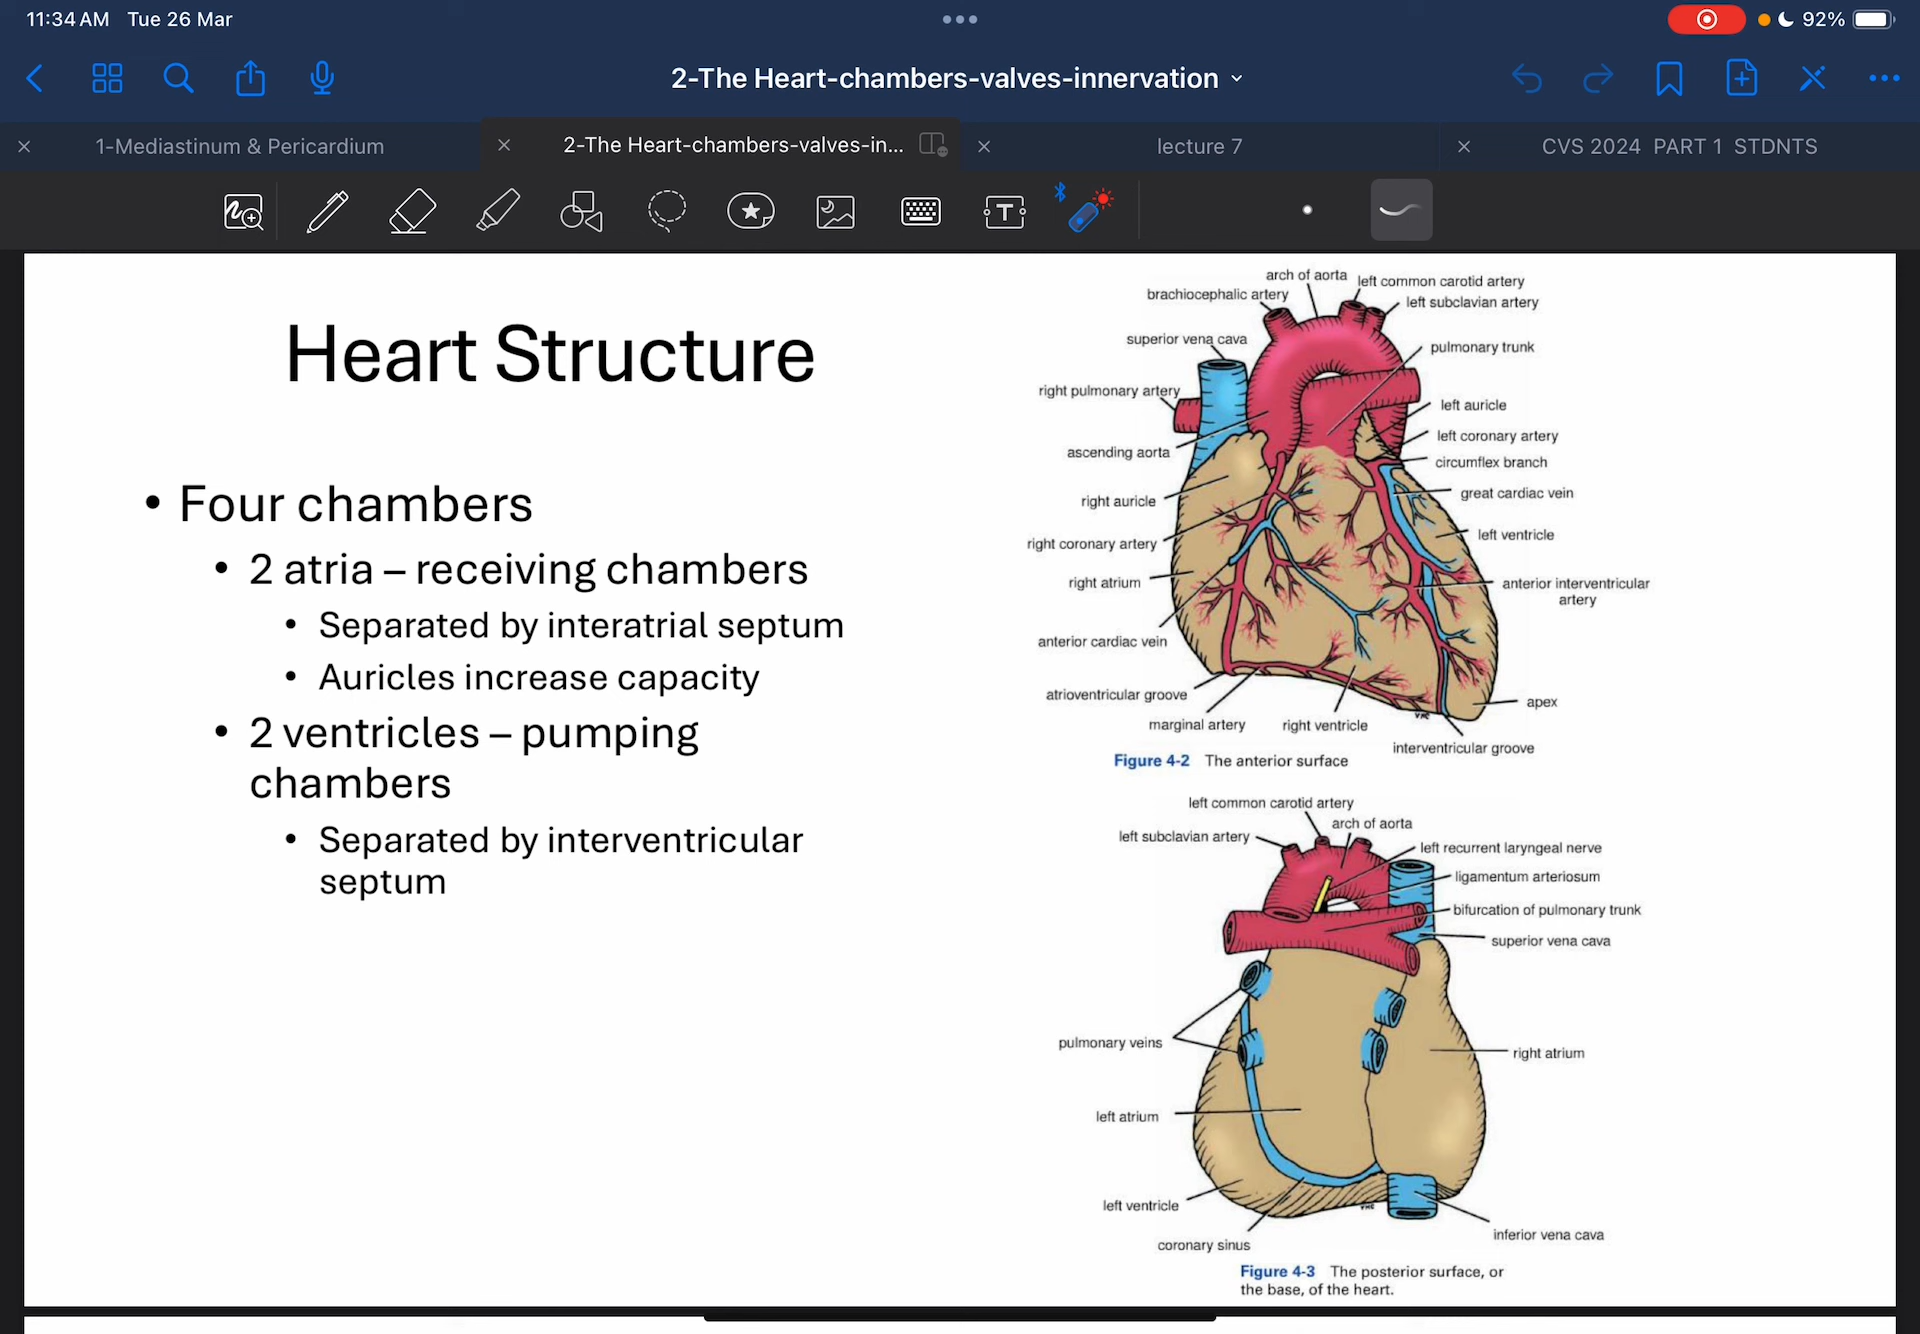 11:34 AM Tue 26 Mar
92%
2-The Heart-chambers-valves-innervation
1-Mediastinum & Pericardium
2-The Heart-chambers-valves-in...
lecture 7
CVS 2024 PART 1 STDNTS
Heart Structure
• Four chambers
• 2 atria – receiving chambers
• Separated by interatrial septum
• Auricles increase capacity
• 2 ventricles – pumping
chambers
• Separated by interventricular
septum
arch of aorta
left common carotid artery
brachiocephalic artery
left subclavian artery
superior vena cava
pulmonary trunk
right pulmonary artery
left auricle
left coronary artery
ascending aorta
circumflex branch
right auricle
great cardiac vein
left ventricle
right coronary artery
right atrium
anterior interventricular
artery
anterior cardiac vein
atrioventricular groove
apex
marginal artery
right ventricle
interventricular groove
Figure 4-2 The anterior surface
left common carotid artery
arch of aorta
left subclavian artery
left recurrent laryngeal nerve
ligamentum arteriosum
bifurcation of pulmonary trunk
superior vena cava
pulmonary veins
right atrium
left atrium
left ventricle
inferior vena cava
coronary sinus
Figure 4-3 The posterior surface, or
the base, of the heart.